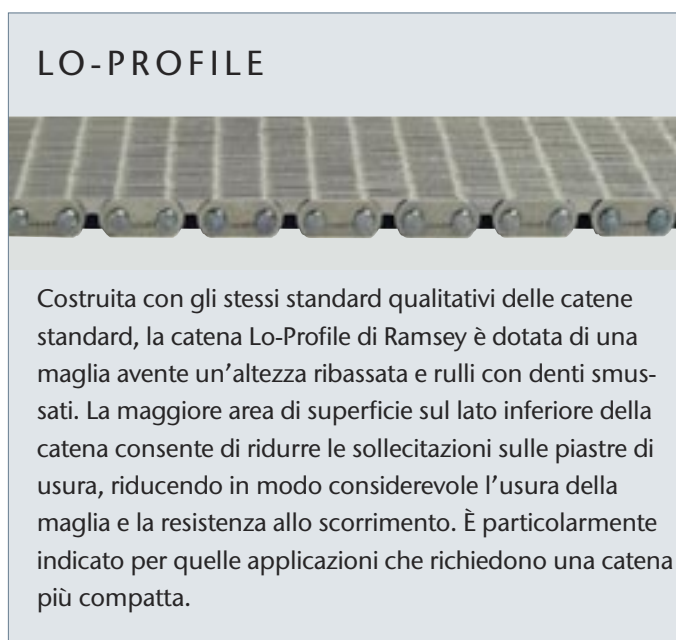 LO-PROFILE
Costruita con gli stessi standard qualitativi delle catene
standard, la catena Lo-Profile di Ramsey è dotata di una
maglia avente un’altezza ribassata e rulli con denti smus-
sati. La maggiore area di superficie sul lato inferiore della
catena consente di ridurre le sollecitazioni sulle piastre di
usura, riducendo in modo considerevole l’usura della
maglia e la resistenza allo scorrimento. È particolarmente
indicato per quelle applicazioni che richiedono una catena
più compatta.